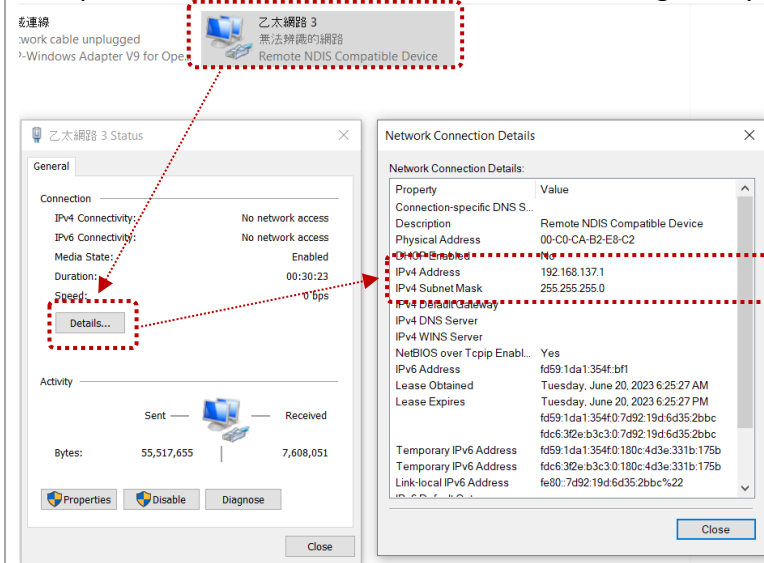 連線
乙太網路 3
work cable unplugged
無法辨識的網路
-Windows Adapter V9 for Ope...
Remote NDIS Compatible Device
乙太網路 3 Status
General
Connection
IPv4 Connectivity: No network access
IPv6 Connectivity: No network access
Media State: Enabled
Duration: 00:30:23
Speed: 0 bps
Details...
Activity
Sent — — Received
Bytes: 55,517,655 7,608,051
Properties Disable Diagnose
Close
Network Connection Details
Network Connection Details:
Property Value
Connection-specific DNS S...
Description Remote NDIS Compatible Device
Physical Address 00-C0-CA-B2-E8-C2
DHCP Enabled No
IPv4 Address 192.168.137.1
IPv4 Subnet Mask 255.255.255.0
IPv4 Default Gateway
IPv4 DNS Server
IPv4 WINS Server
NetBIOS over Tcpip Enabl... Yes
IPv6 Address fd59:1da1:354f::bf1
Lease Obtained Tuesday, June 20, 2023 6:25:27 AM
Lease Expires Tuesday, June 20, 2023 6:25:27 PM
fd59:1da1:354f:0:7d92:19d:6d35:2bbc
fdc6:3f2e:b3c3:0:7d92:19d:6d35:2bbc
Temporary IPv6 Address fd59:1da1:354f:0:180c:4d3e:331b:175b
Temporary IPv6 Address fdc6:3f2e:b3c3:0:180c:4d3e:331b:175b
Link-local IPv6 Address fe80::7d92:19d:6d35:2bbc%22
Close